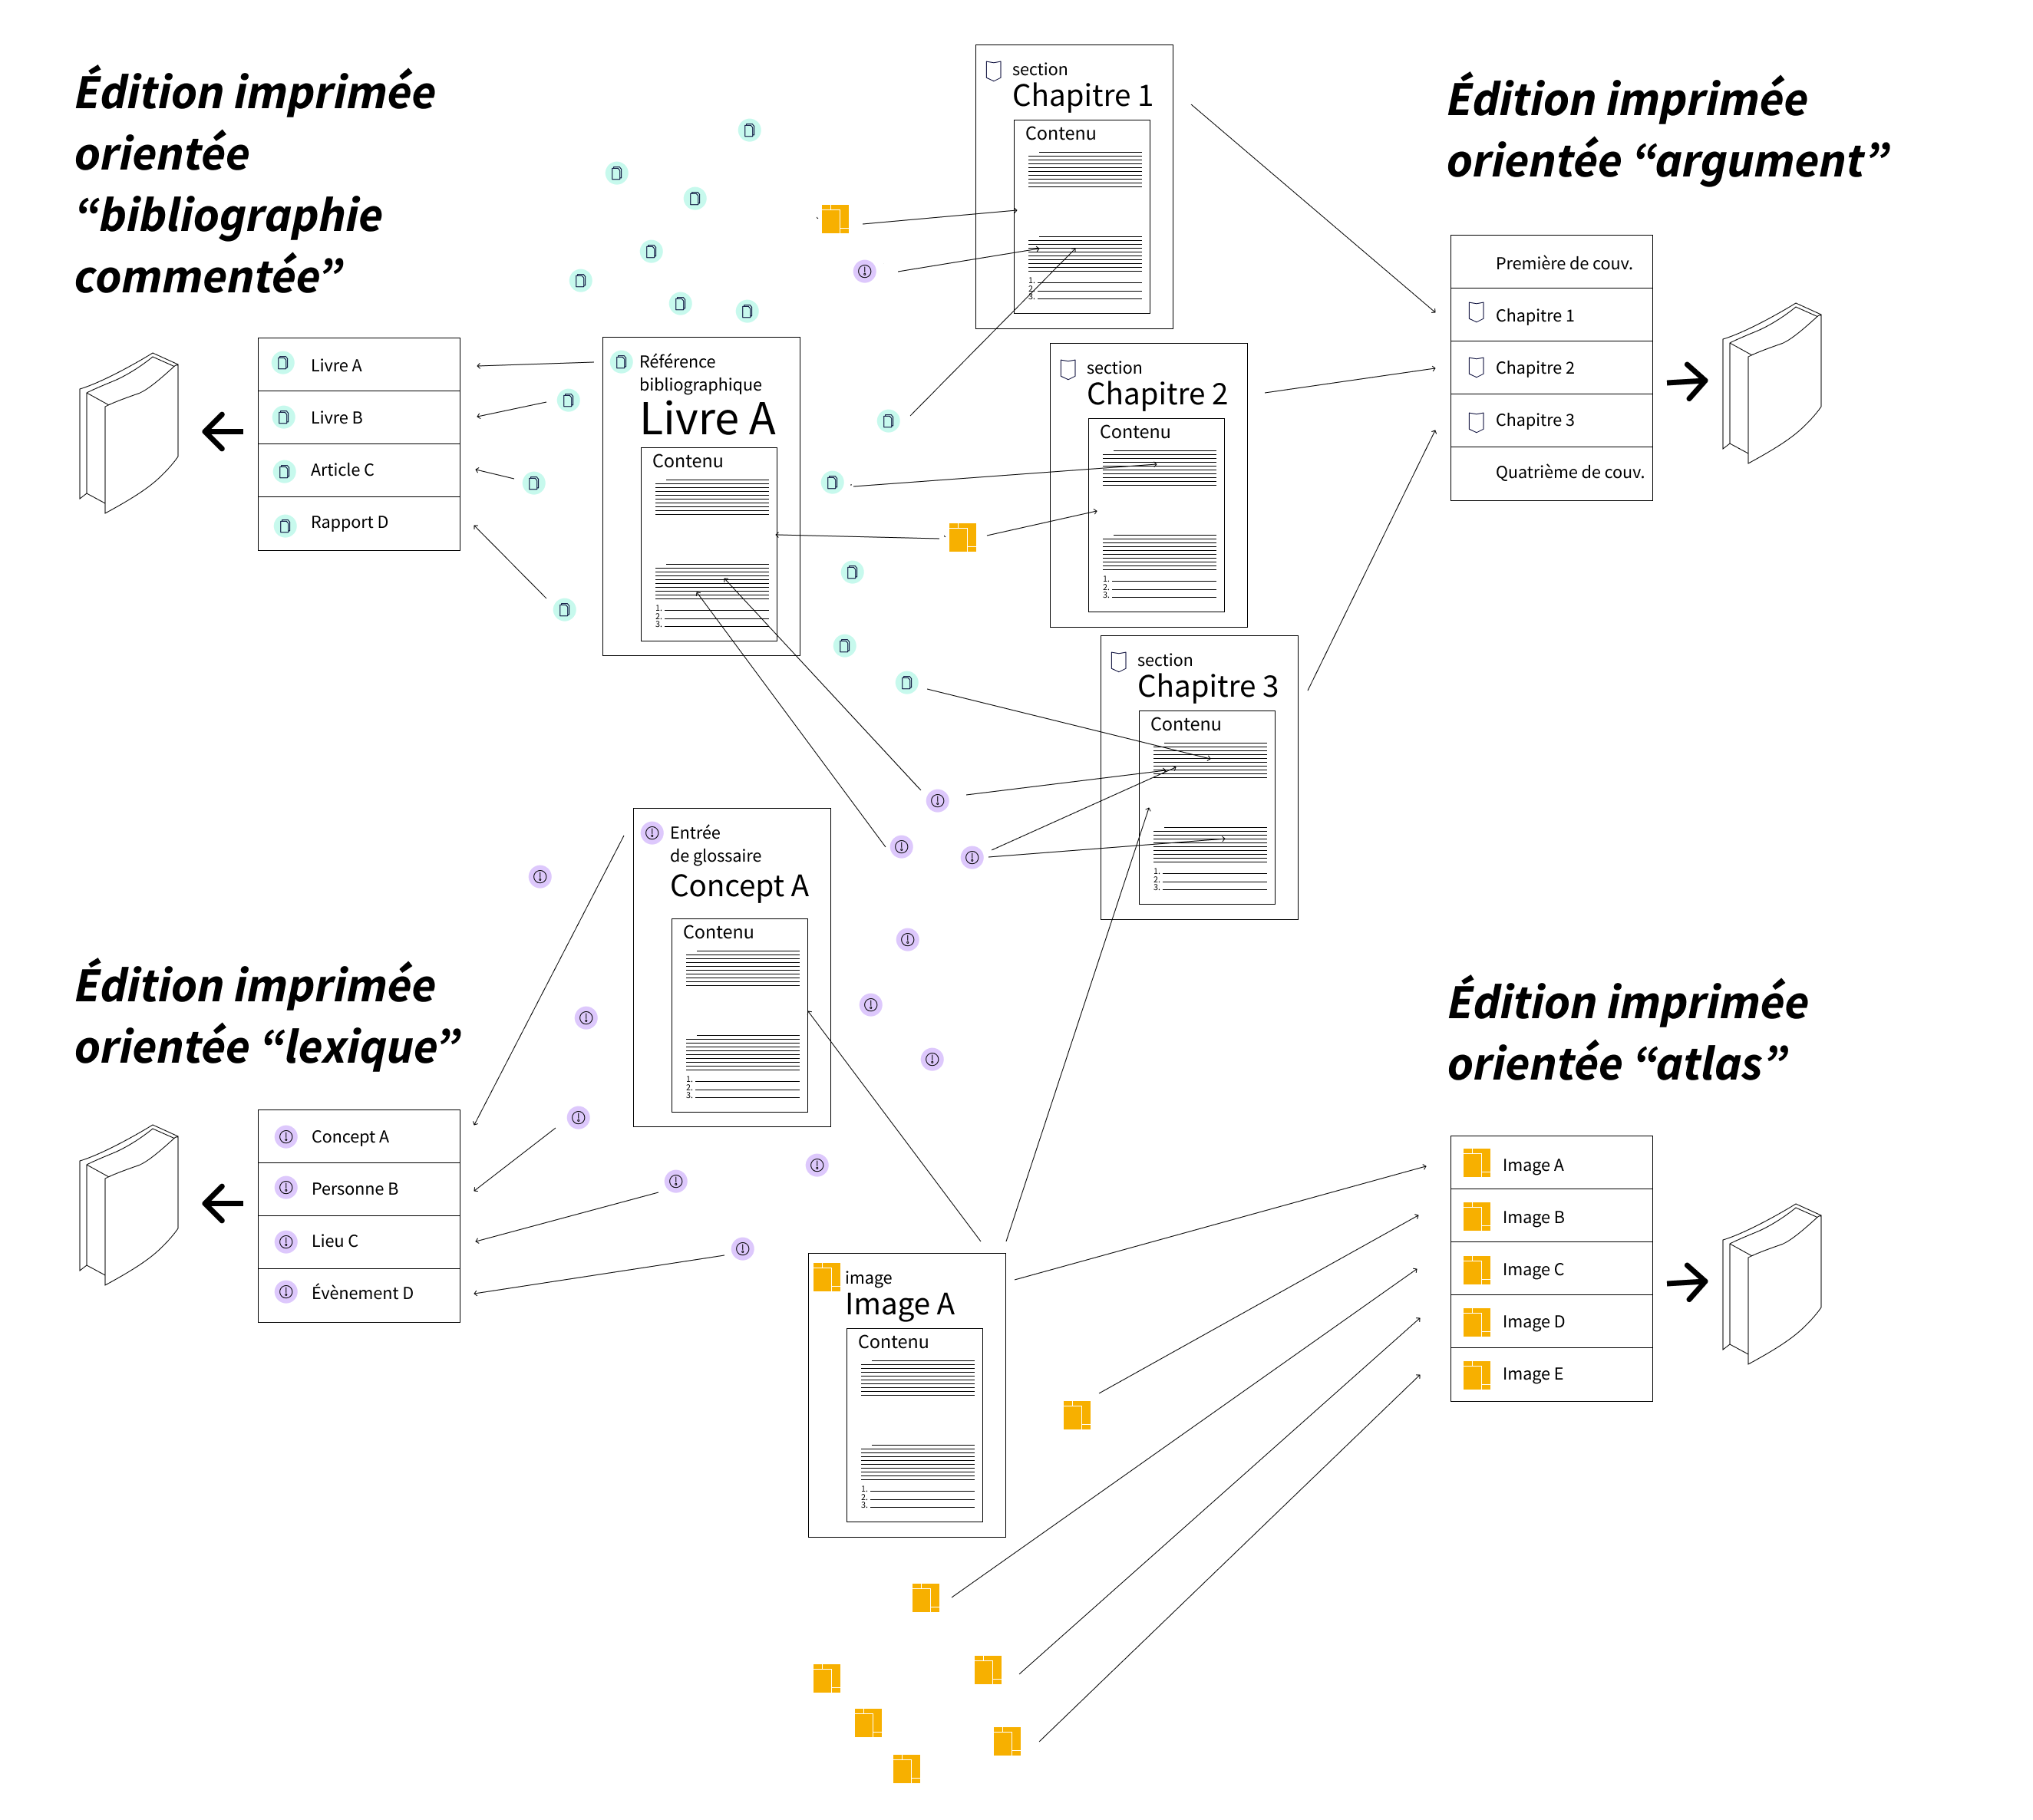 Édition imprimée
orientée
“bibliographie
commentée”
Livre A
Livre B
Article C
Rapport D
Référence
bibliographique
Livre A
Contenu
1.
2.
3.
section
Chapitre 1
Contenu
1.
2.
3.
section
Chapitre 2
Contenu
1.
2.
3.
section
Chapitre 3
Contenu
1.
2.
3.
Édition imprimée
orientée “argument”
Première de couv.
Chapitre 1
Chapitre 2
Chapitre 3
Quatrième de couv.
Édition imprimée
orientée “lexique”
Concept A
Personne B
Lieu C
Évènement D
Entrée
de glossaire
Concept A
Contenu
1.
2.
3.
image
Image A
Contenu
1.
2.
3.
Édition imprimée
orientée “atlas”
Image A
Image B
Image C
Image D
Image E